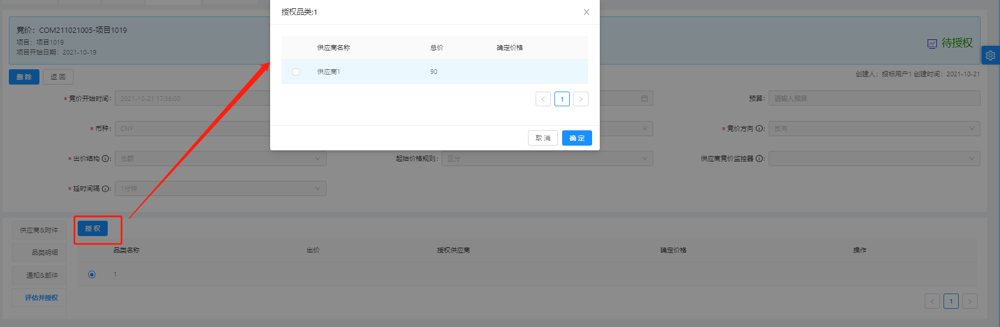 授权品类:1
供应商名称 总价 确定价格
供应商1 90
1
取 消 确 定
竞价：COM211021005-项目1019
项目：项目1019
项目开始日期：2021-10-19
待授权
删 除 返 回
创建人：招标用户1 创建时间：2021-10-21
* 竞价开始时间: 2021-10-21 17:36:00
预算: 请输入预算
* 币种: CNY
* 竞价方向 : 反向
* 出价结构 : 总额
起始价格规则: 区分
供应商竞价监控器 :
* 延时间隔 : 1分钟
供应商&附件
品类明细
通知&邮件
评估并授权
授 权
品类名称 出价 授权供应商 确定价格 操作
1
1